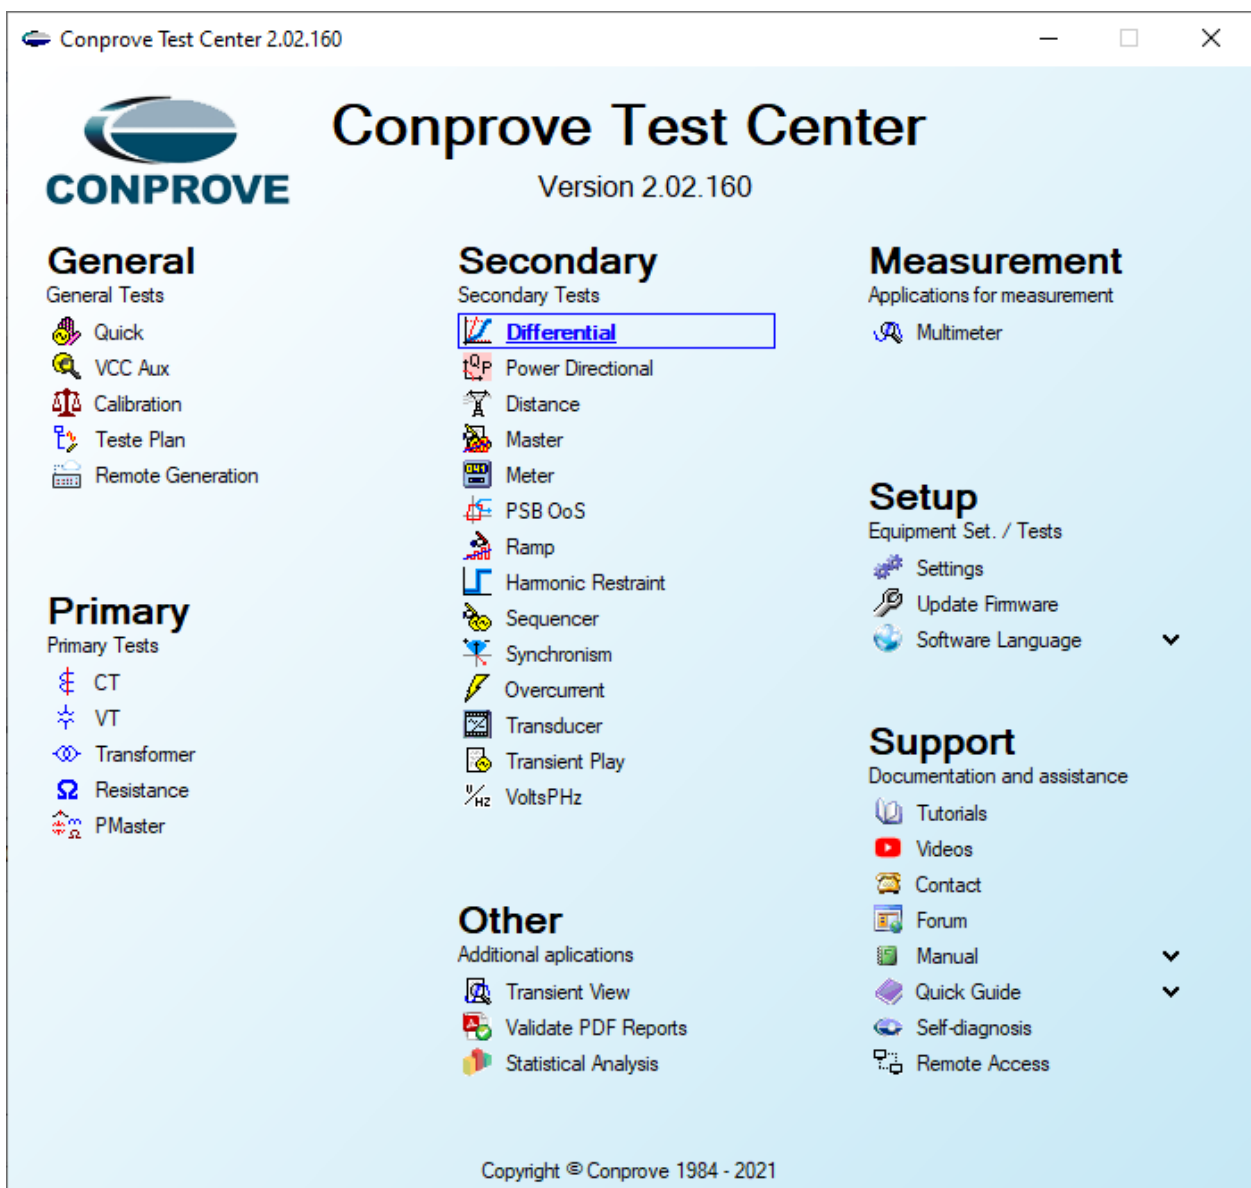 Conprove Test Center 2.02.160
CONPROVE
Conprove Test Center
Version 2.02.160
General
General Tests
Quick
VCC Aux
Calibration
Teste Plan
Remote Generation
Primary
Primary Tests
CT
VT
Transformer
Resistance
PMaster
Secondary
Secondary Tests
Differential
Power Directional
Distance
Master
Meter
PSB OoS
Ramp
Harmonic Restraint
Sequencer
Synchronism
Overcurrent
Transducer
Transient Play
VoltsPHz
Other
Additional aplications
Transient View
Validate PDF Reports
Statistical Analysis
Measurement
Applications for measurement
Multimeter
Setup
Equipment Set. / Tests
Settings
Update Firmware
Software Language
Support
Documentation and assistance
Tutorials
Videos
Contact
Forum
Manual
Quick Guide
Self-diagnosis
Remote Access
Copyright © Conprove 1984 - 2021